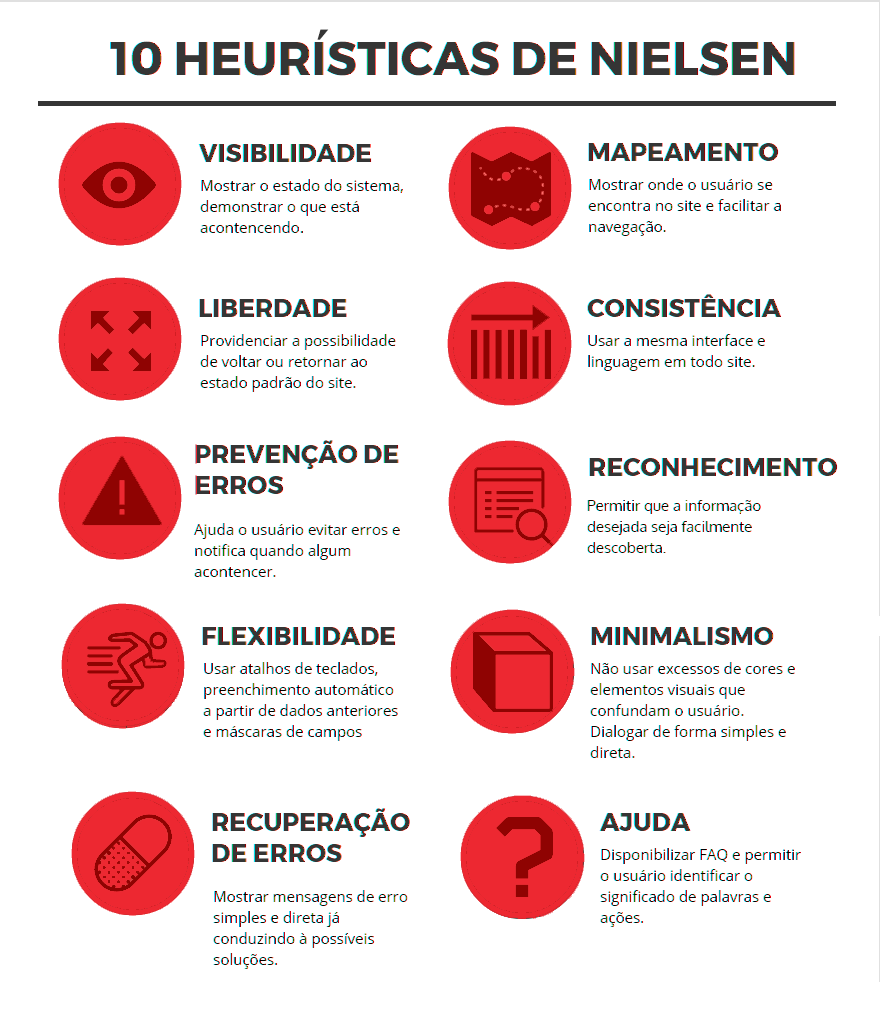 10 HEURÍSTICAS DE NIELSEN
VISIBILIDADE
Mostrar o estado do sistema,
demonstrar o que está
acontencendo.
MAPEAMENTO
Mostrar onde o usuário se
encontra no site e facilitar a
navegação.
LIBERDADE
Providenciar a possibilidade
de voltar ou retornar ao
estado padrão do site.
CONSISTÊNCIA
Usar a mesma interface e
linguagem em todo site.
PREVENÇÃO DE
ERROS
Ajuda o usuário evitar erros e
notifica quando algum
acontencer.
RECONHECIMENTO
Permitir que a informação
desejada seja facilmente
descoberta.
FLEXIBILIDADE
Usar atalhos de teclados,
preenchimento automático
a partir de dados anteriores
e máscaras de campos
MINIMALISMO
Não usar excessos de cores e
elementos visuais que
confundam o usuário.
Dialogar de forma simples e
direta.
RECUPERAÇÃO
DE ERROS
Mostrar mensagens de erro
simples e direta já
conduzindo à possíveis
soluções.
AJUDA
Disponibilizar FAQ e permitir
o usuário identificar o
significado de palavras e
ações.